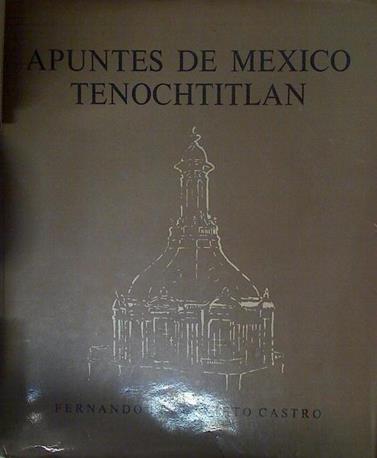 APUNTES DE MEXICO
TENOCHTITLAN
FERNANDO CASTRO